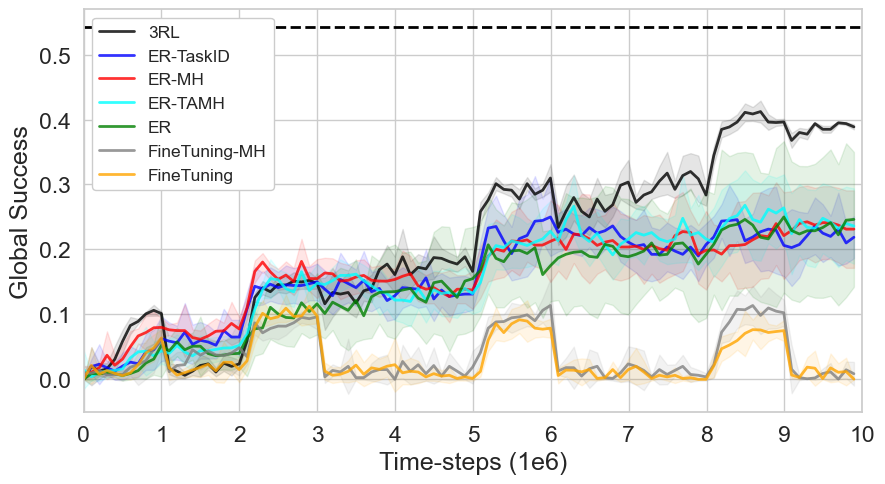 3RL
ER-TaskID
ER-MH
ER-TAMH
ER
FineTuning-MH
FineTuning
Global Success
0.5
0.4
0.3
0.2
0.1
0.0
0 1 2 3 4 5 6 7 8 9 10
Time-steps (1e6)